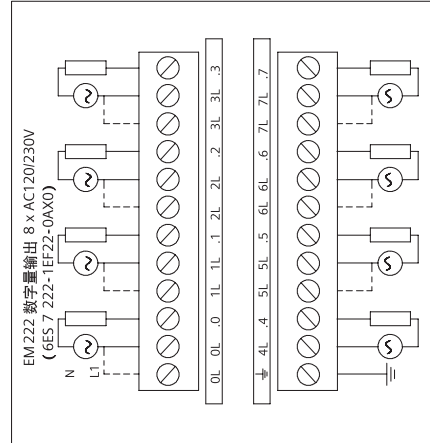 EM 222 数字量输出 8 x AC120/230V
(6ES 7 222-1EF22-0AX0)
N
L1
0L 0L .0 1L 1L .1 2L 2L .2 3L 3L .3
⏚ 4L .4 5L 5L .5 6L 6L .6 7L 7L .7